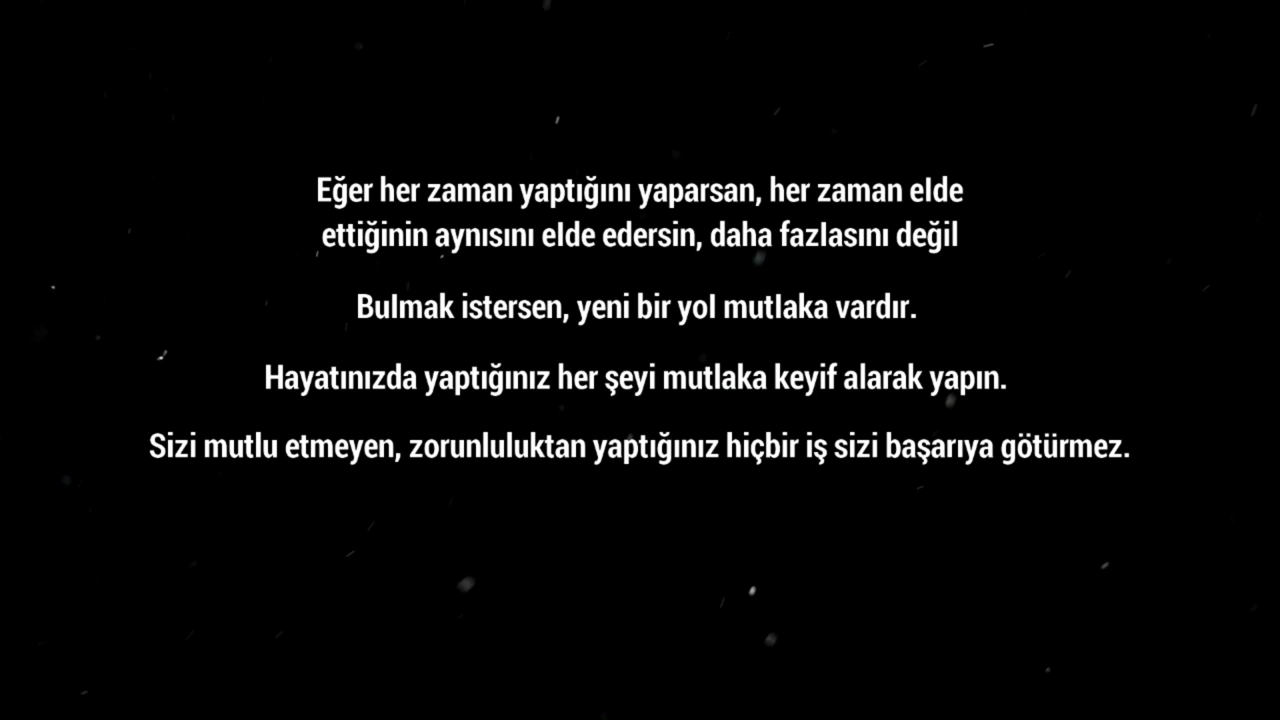 Eğer her zaman yaptığını yaparsan, her zaman elde
ettiğinin aynısını elde edersin, daha fazlasını değil
Bulmak istersen, yeni bir yol mutlaka vardır.
Hayatınızda yaptığınız her şeyi mutlaka keyif alarak yapın.
Sizi mutlu etmeyen, zorunluluktan yaptığınız hiçbir iş sizi başarıya götürmez.